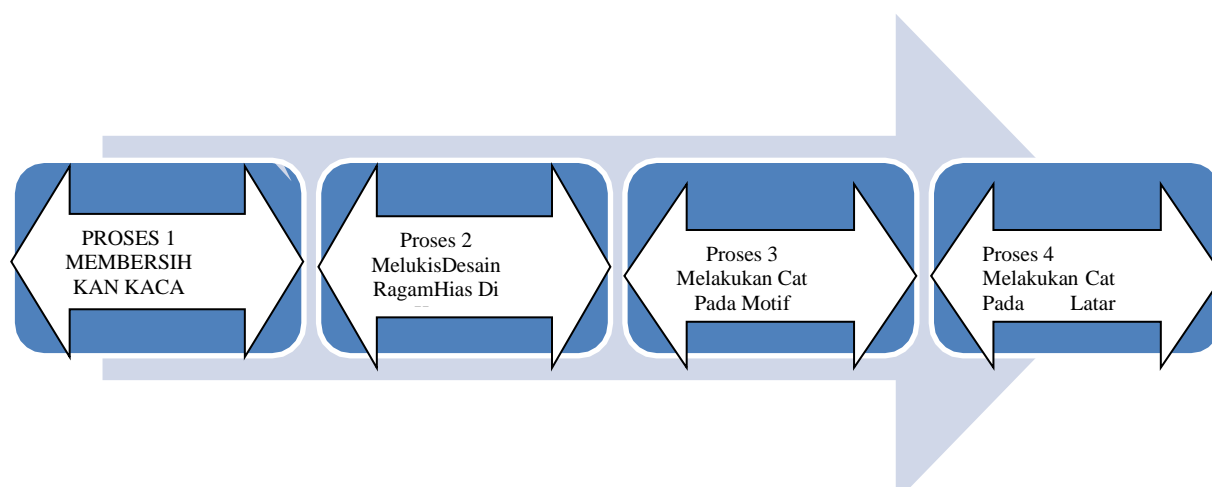 PROSES 1
MEMBERSIH
KAN KACA
Proses 2
MelukisDesain
RagamHias Di
Proses 3
Melakukan Cat
Pada Motif
Proses 4
Melakukan Cat
Pada Latar